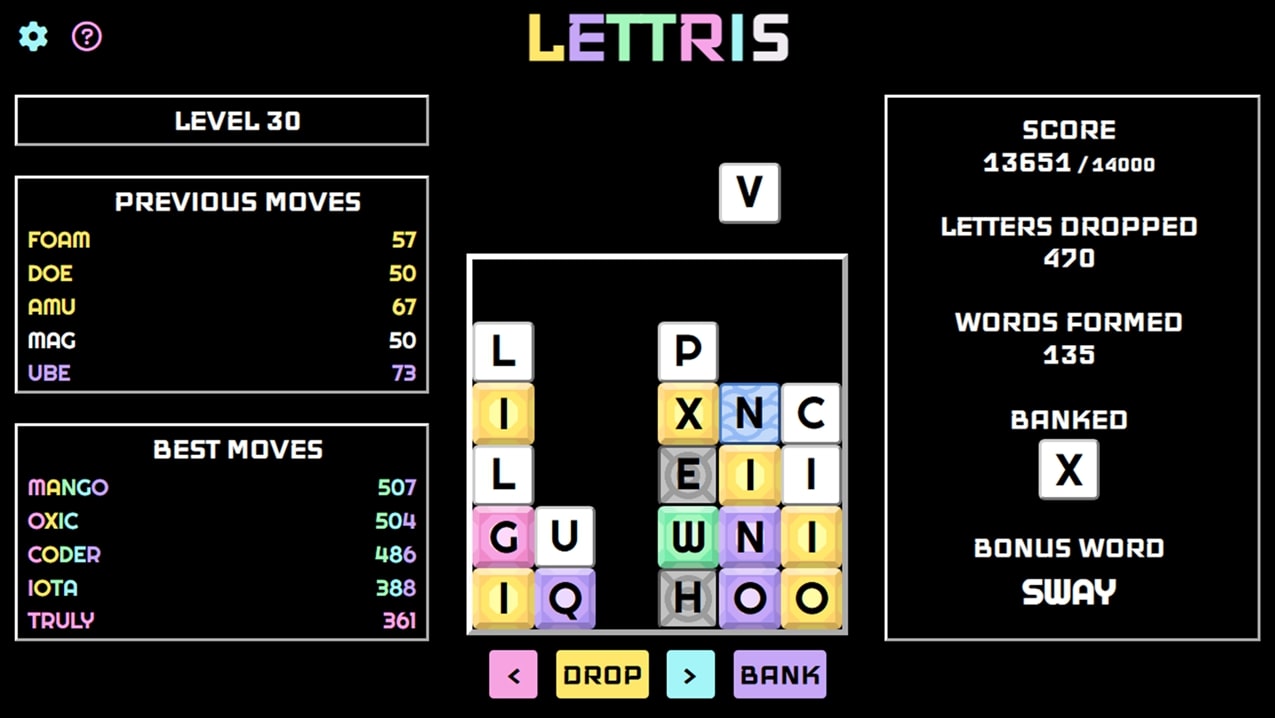 ?
LETTRIS
LEVEL 30
PREVIOUS MOVES
FOAM 57
DOE 50
AMU 67
MAG 50
UBE 73
BEST MOVES
MANGO 507
OXIC 504
CODER 486
IOTA 388
TRULY 361
V
L P
I X N C
L E I I
G U W N I
I Q H O O
< DROP > BANK
SCORE
13651 / 14000
LETTERS DROPPED
470
WORDS FORMED
135
BANKED
X
BONUS WORD
SWAY